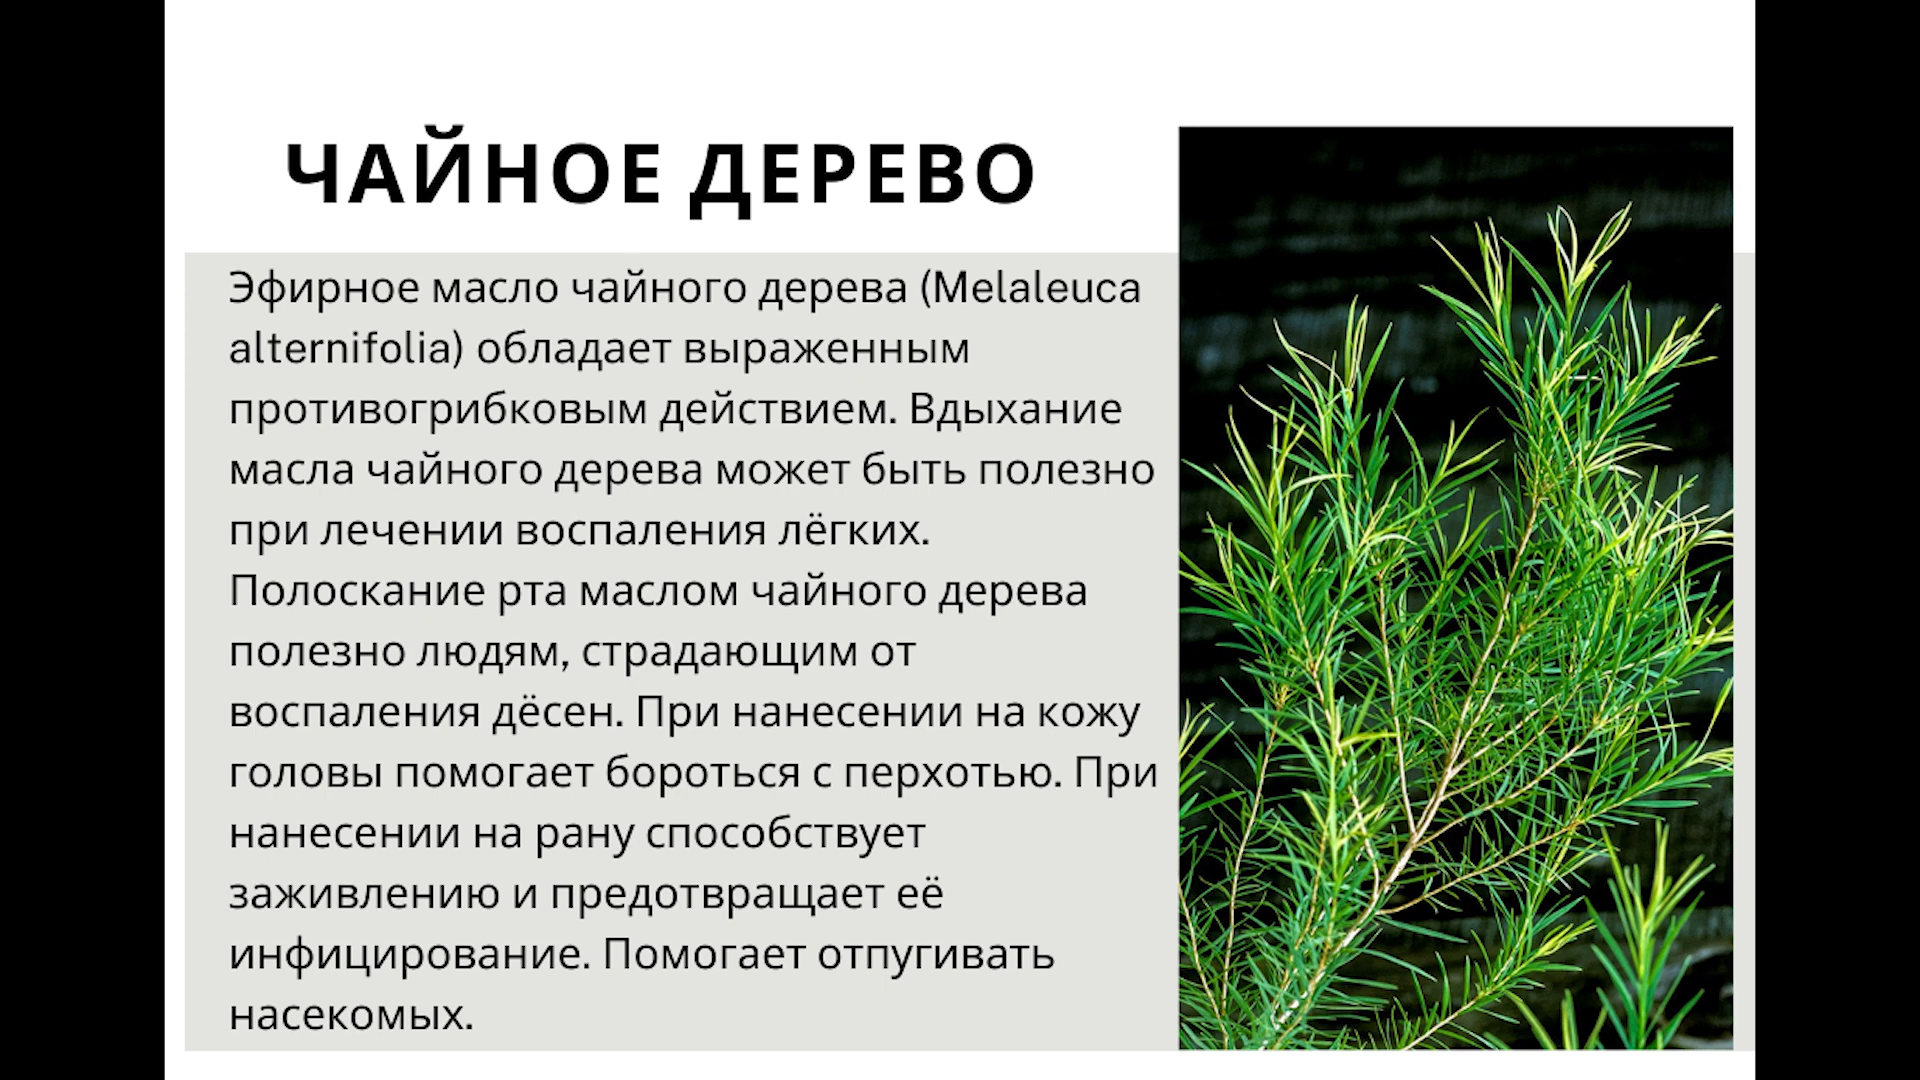 ЧАЙНОЕ ДЕРЕВО
Эфирное масло чайного дерева (Melaleuca
alternifolia) обладает выраженным
противогрибковым действием. Вдыхание
масла чайного дерева может быть полезно
при лечении воспаления лёгких.
Полоскание рта маслом чайного дерева
полезно людям, страдающим от
воспаления дёсен. При нанесении на кожу
головы помогает бороться с перхотью. При
нанесении на рану способствует
заживлению и предотвращает её
инфицирование. Помогает отпугивать
насекомых.